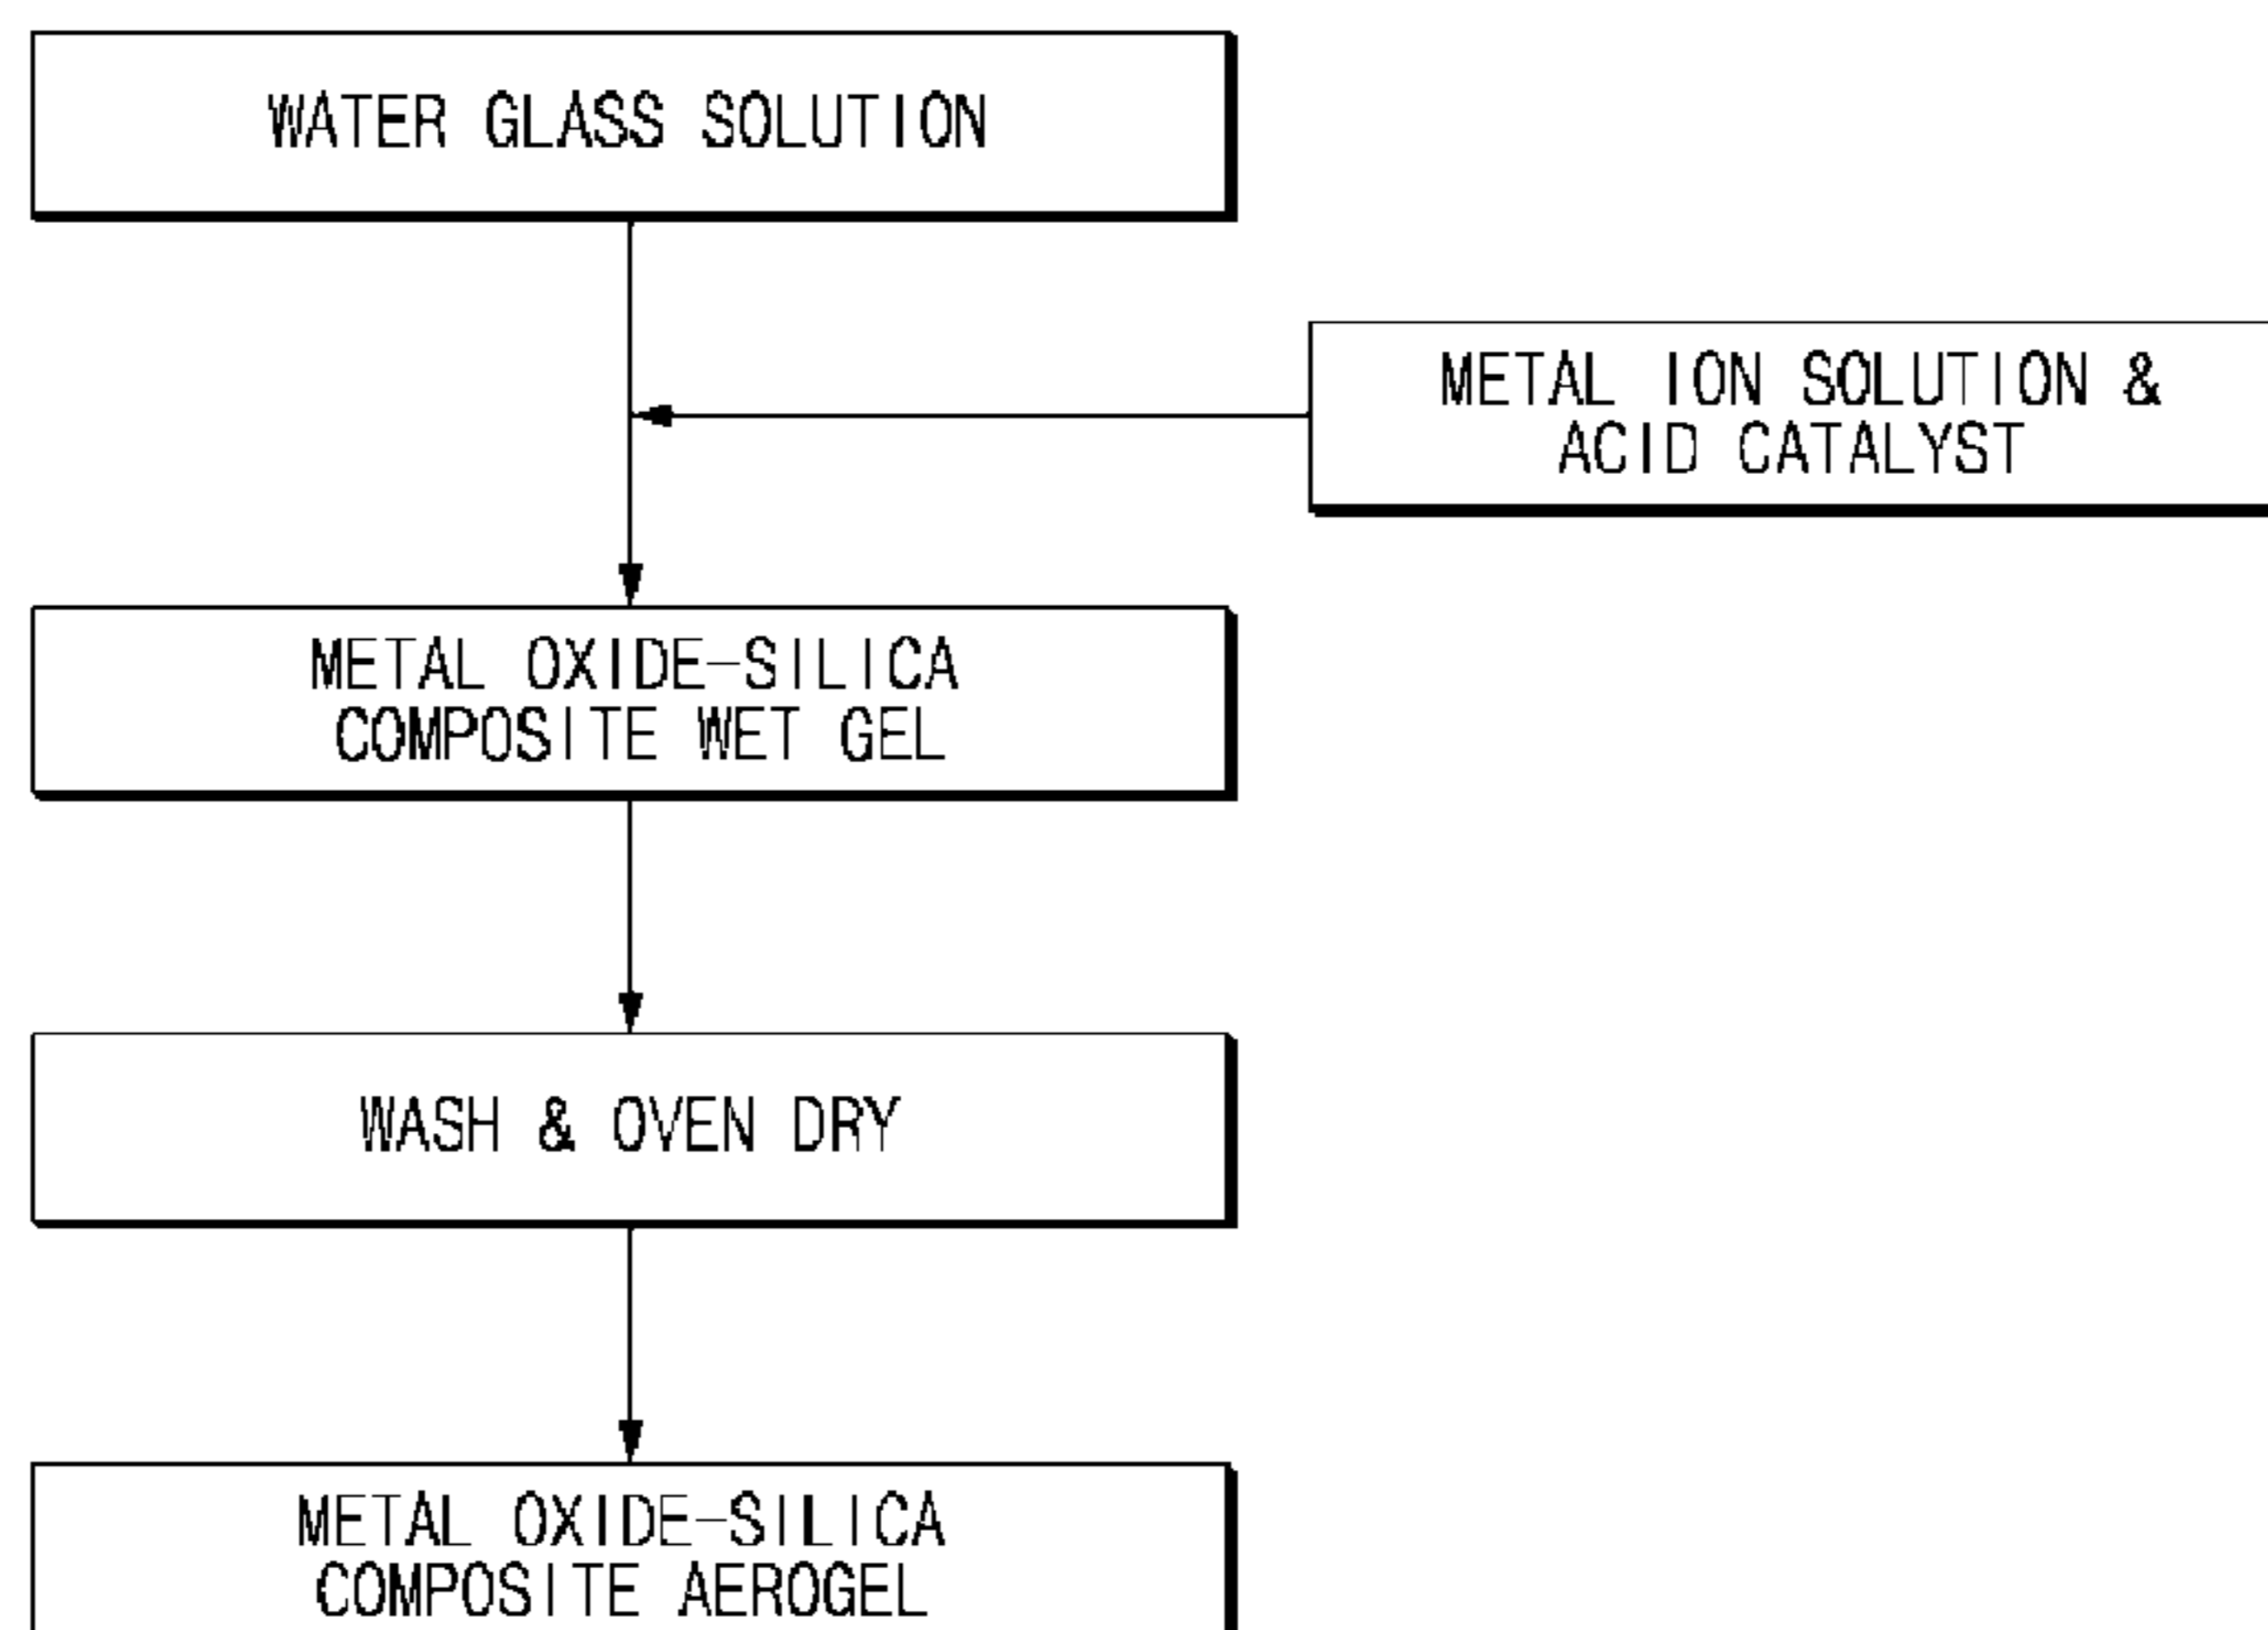 WATER GLASS SOLUTION
METAL ION SOLUTION &
ACID CATALYST
METAL OXIDE-SILICA
COMPOSITE WET GEL
WASH & OVEN DRY
METAL OXIDE-SILICA
COMPOSITE AEROGEL